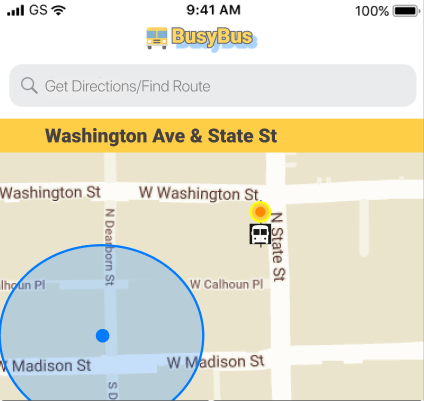 GS 9:41 AM 100%
BusyBus
Get Directions/Find Route
Washington Ave & State St
Washington St W Washington St
N Dearborn St
N State St
lhoun Pl W Calhoun Pl
W Madison St W Madison St
S D